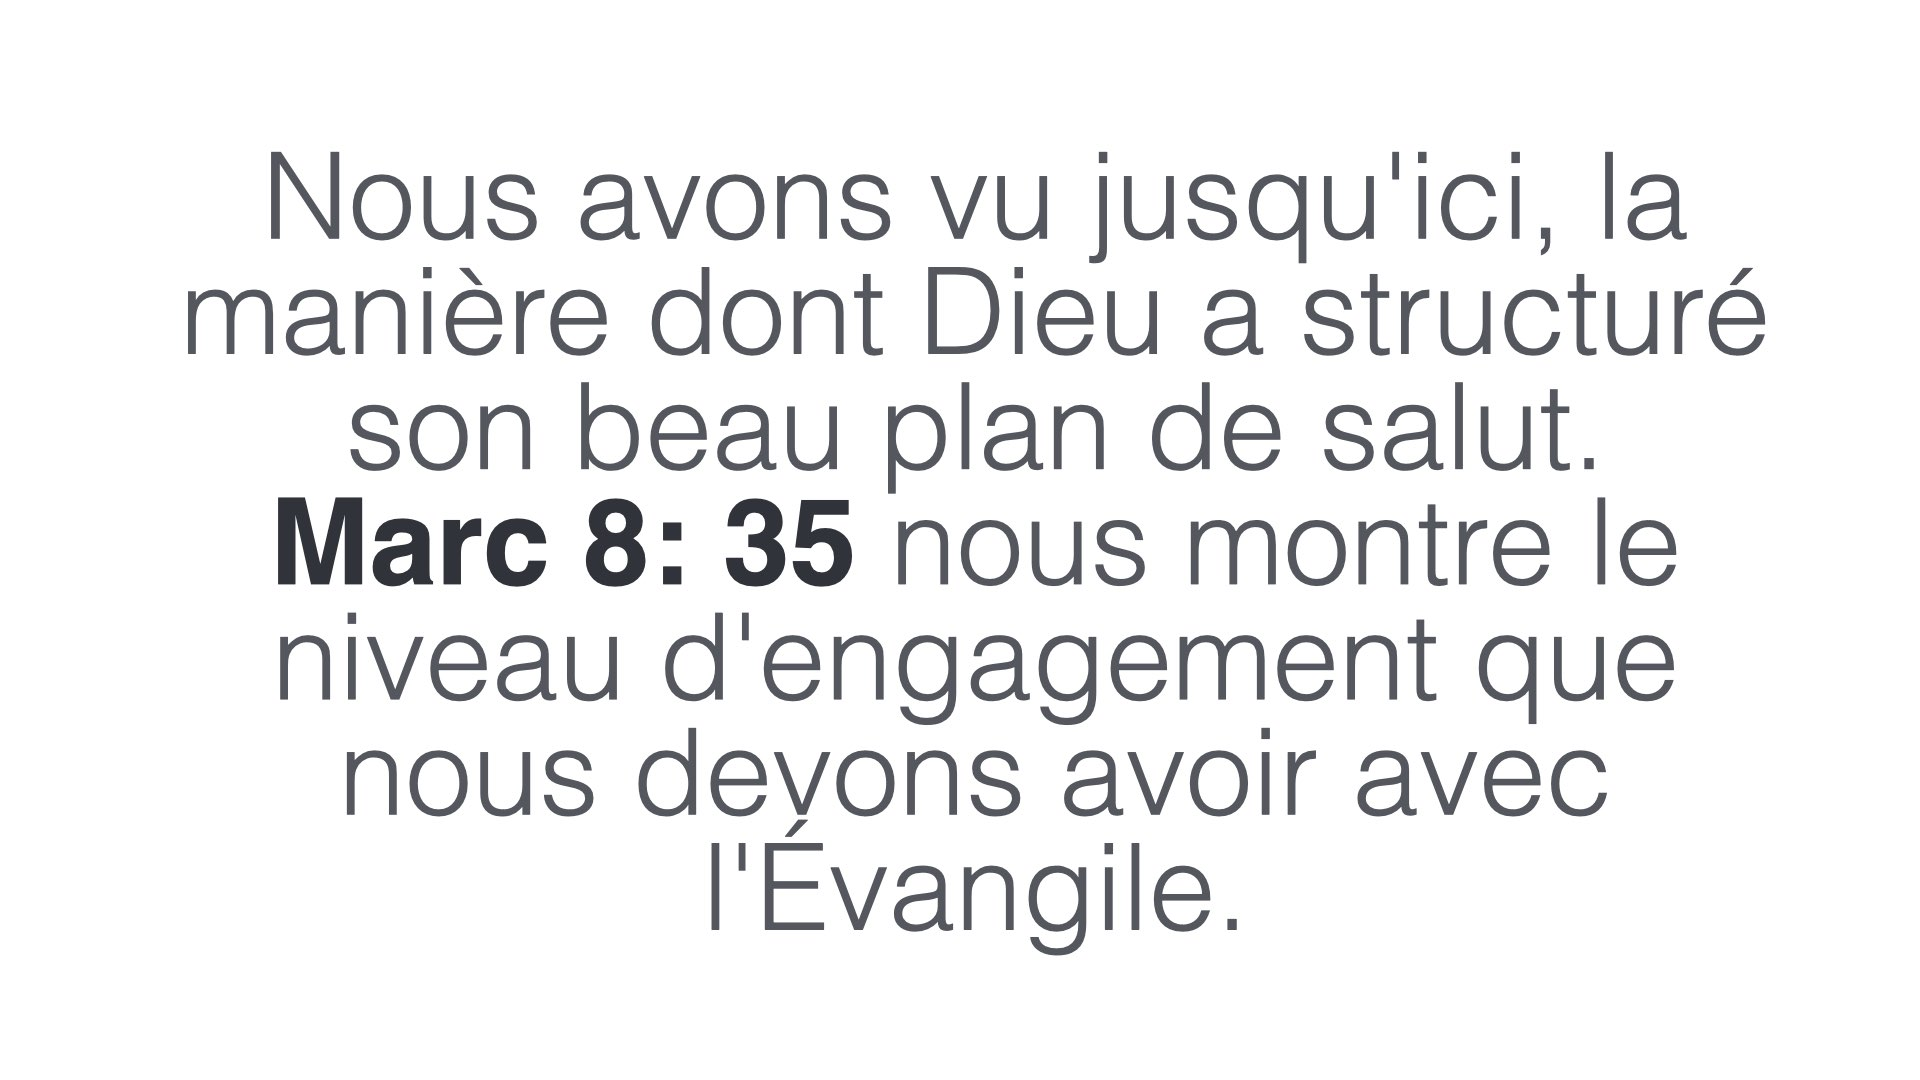 Nous avons vu jusqu'ici, la
manière dont Dieu a structuré
son beau plan de salut.
Marc 8: 35 nous montre le
niveau d'engagement que
nous devons avoir avec
l'Évangile.